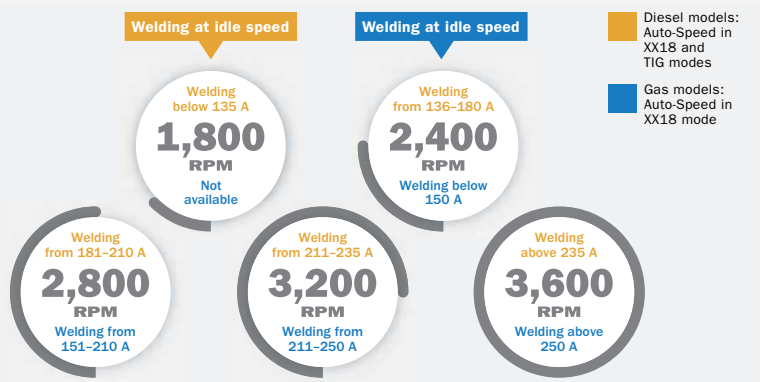 Welding at idle speed
Welding at idle speed
Diesel models:
Auto-Speed in
XX18 and
TIG modes
Gas models:
Auto-Speed in
XX18 mode
Welding
below 135 A
1,800
RPM
Not
available
Welding
from 136–180 A
2,400
RPM
Welding below
150 A
Welding
from 181–210 A
2,800
RPM
Welding from
151–210 A
Welding
from 211–235 A
3,200
RPM
Welding from
211–250 A
Welding
above 235 A
3,600
RPM
Welding above
250 A